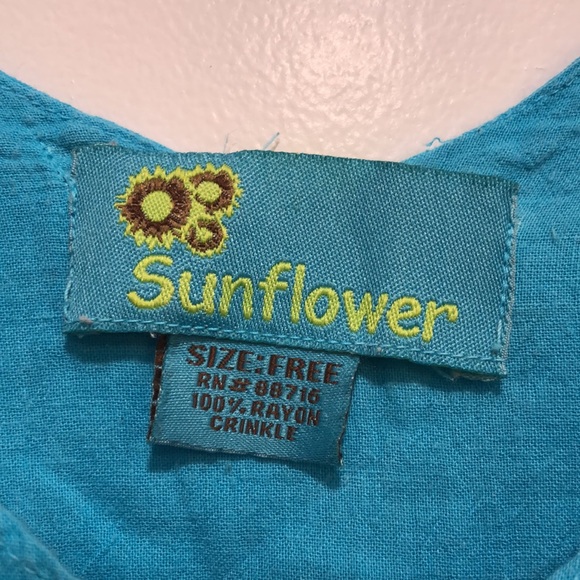 Sunflower
SIZE: FREE
RN# 88716
100% RAYON
CRINKLE